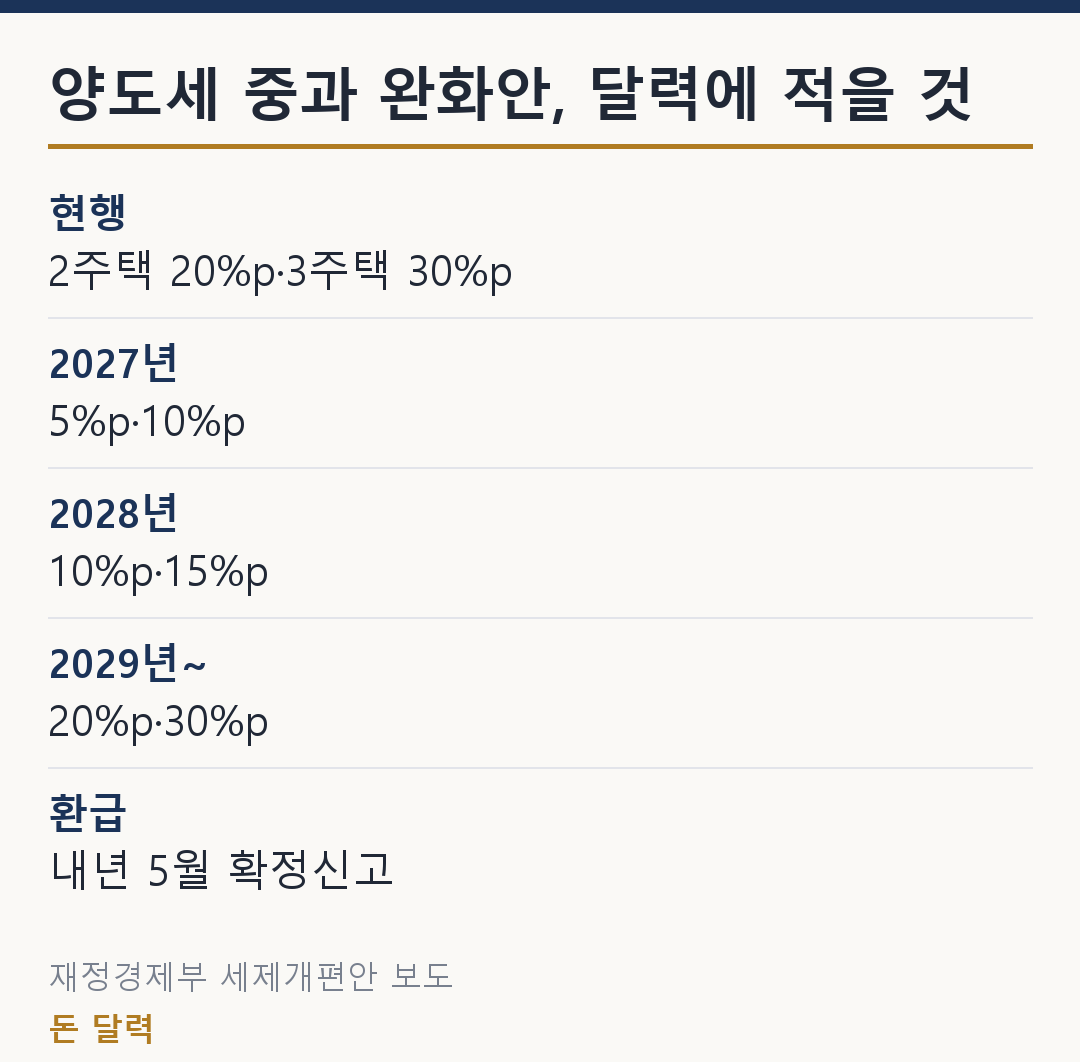 양도세 중과 완화안, 달력에 적을 것
현행
2주택 20%p·3주택 30%p
2027년
5%p·10%p
2028년
10%p·15%p
2029년~
20%p·30%p
환급
내년 5월 확정신고
재정경제부 세제개편안 보도
돈 달력